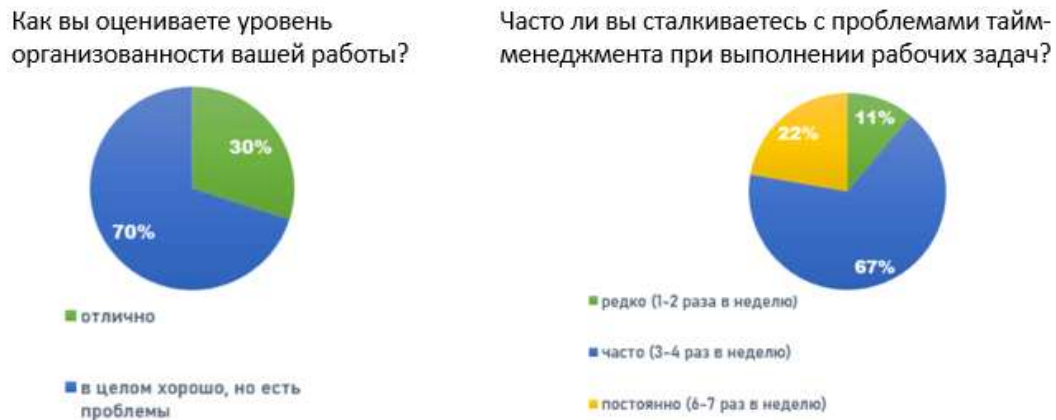 Как вы оцениваете уровень
организованности вашей работы?
30%
70%
отлично
в целом хорошо, но есть
проблемы
Часто ли вы сталкиваетесь с проблемами тайм-
менеджмента при выполнении рабочих задач?
11%
22%
67%
редко (1-2 раза в неделю)
часто (3-4 раз в неделю)
постоянно (6-7 раз в неделю)